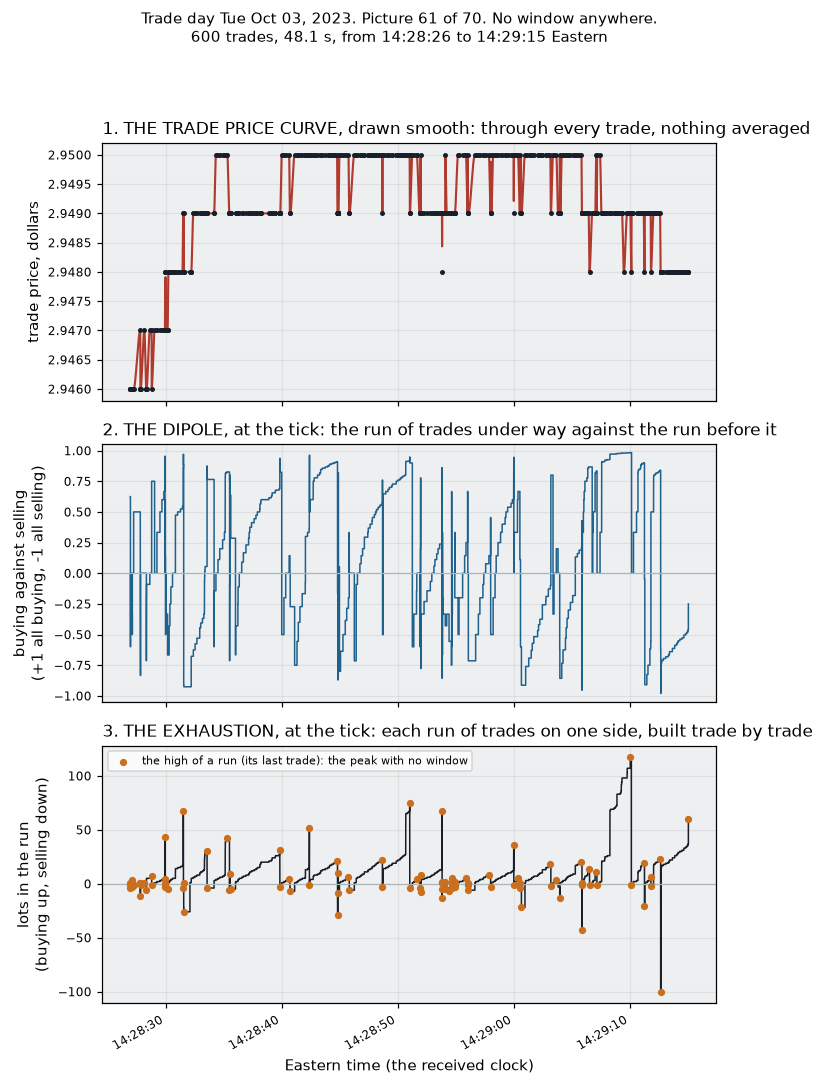 Trade day Tue Oct 03, 2023. Picture 61 of 70. No window anywhere.
600 trades, 48.1 s, from 14:28:26 to 14:29:15 Eastern
1. THE TRADE PRICE CURVE, drawn smooth: through every trade, nothing averaged
trade price, dollars
2.9500
2.9495
2.9490
2.9485
2.9480
2.9475
2.9470
2.9465
2.9460
2. THE DIPOLE, at the tick: the run of trades under way against the run before it
buying against selling
(+1 all buying, -1 all selling)
1.00
0.75
0.50
0.25
0.00
−0.25
−0.50
−0.75
−1.00
3. THE EXHAUSTION, at the tick: each run of trades on one side, built trade by trade
the high of a run (its last trade): the peak with no window
lots in the run
(buying up, selling down)
100
50
0
−50
−100
14:28:30
14:28:40
14:28:50
14:29:00
14:29:10
Eastern time (the received clock)